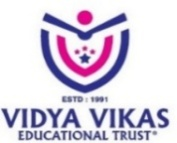 ESTD : 1991
VIDYA VIKAS
EDUCATIONAL TRUST®